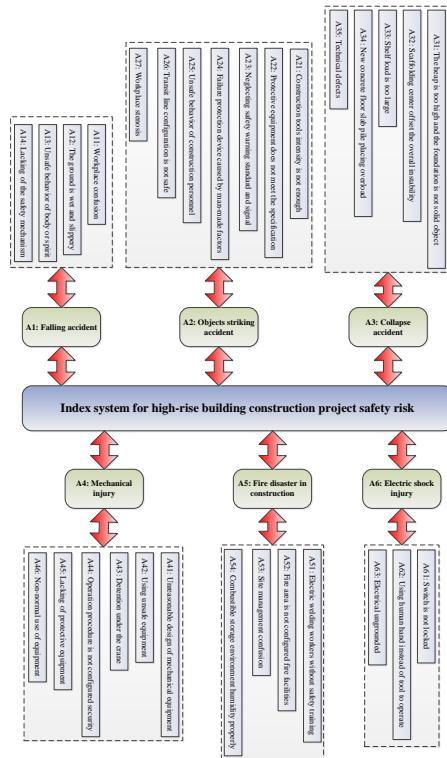 A14: Lacking of the safety mechanism
A13: Unsafe behavior of body or spirit
A12: The ground is wet and slippery
A11: Workplace confusion
A27: Workplace stenosis
A26: Transit line configuration is not safe
A25: Unsafe behavior of construction personnel
A24: Failure protection device caused by man-made factors
A23: Neglecting safety warning standard and signal
A22: Protective equipment does not meet the specification
A21: Construction tools intensity is not enough
A35: Technical defects
A34: New concrete floor slab pile placing overload
A33: Shelf load is too large
A32: Scaffolding center offset the overall instability
A31: The heap is too high and the foundation is not solid object
A1: Falling accident
A2: Objects striking
accident
A3: Collapse
accident
Index system for high-rise building construction project safety risk
A4: Mechanical
injury
A5: Fire disaster in
construction
A6: Electric shock
injury
A46: Non-normal use of equipment
A45: Lacking of protective equipment
A44: Operation procedure is not configured security
A43: Detention under the crane
A42: Using unsafe equipment
A41: Unreasonable design of mechanical equipment
A54: Combustible storage environment humidity properly
A53: Site management confusion
A52: Fire area is not configured fire facilities
A51: Electric welding workers without safety training
A63: Electrical ungrounded
A62: Using human hand instead of tool to operate
A61: Switch is not locked